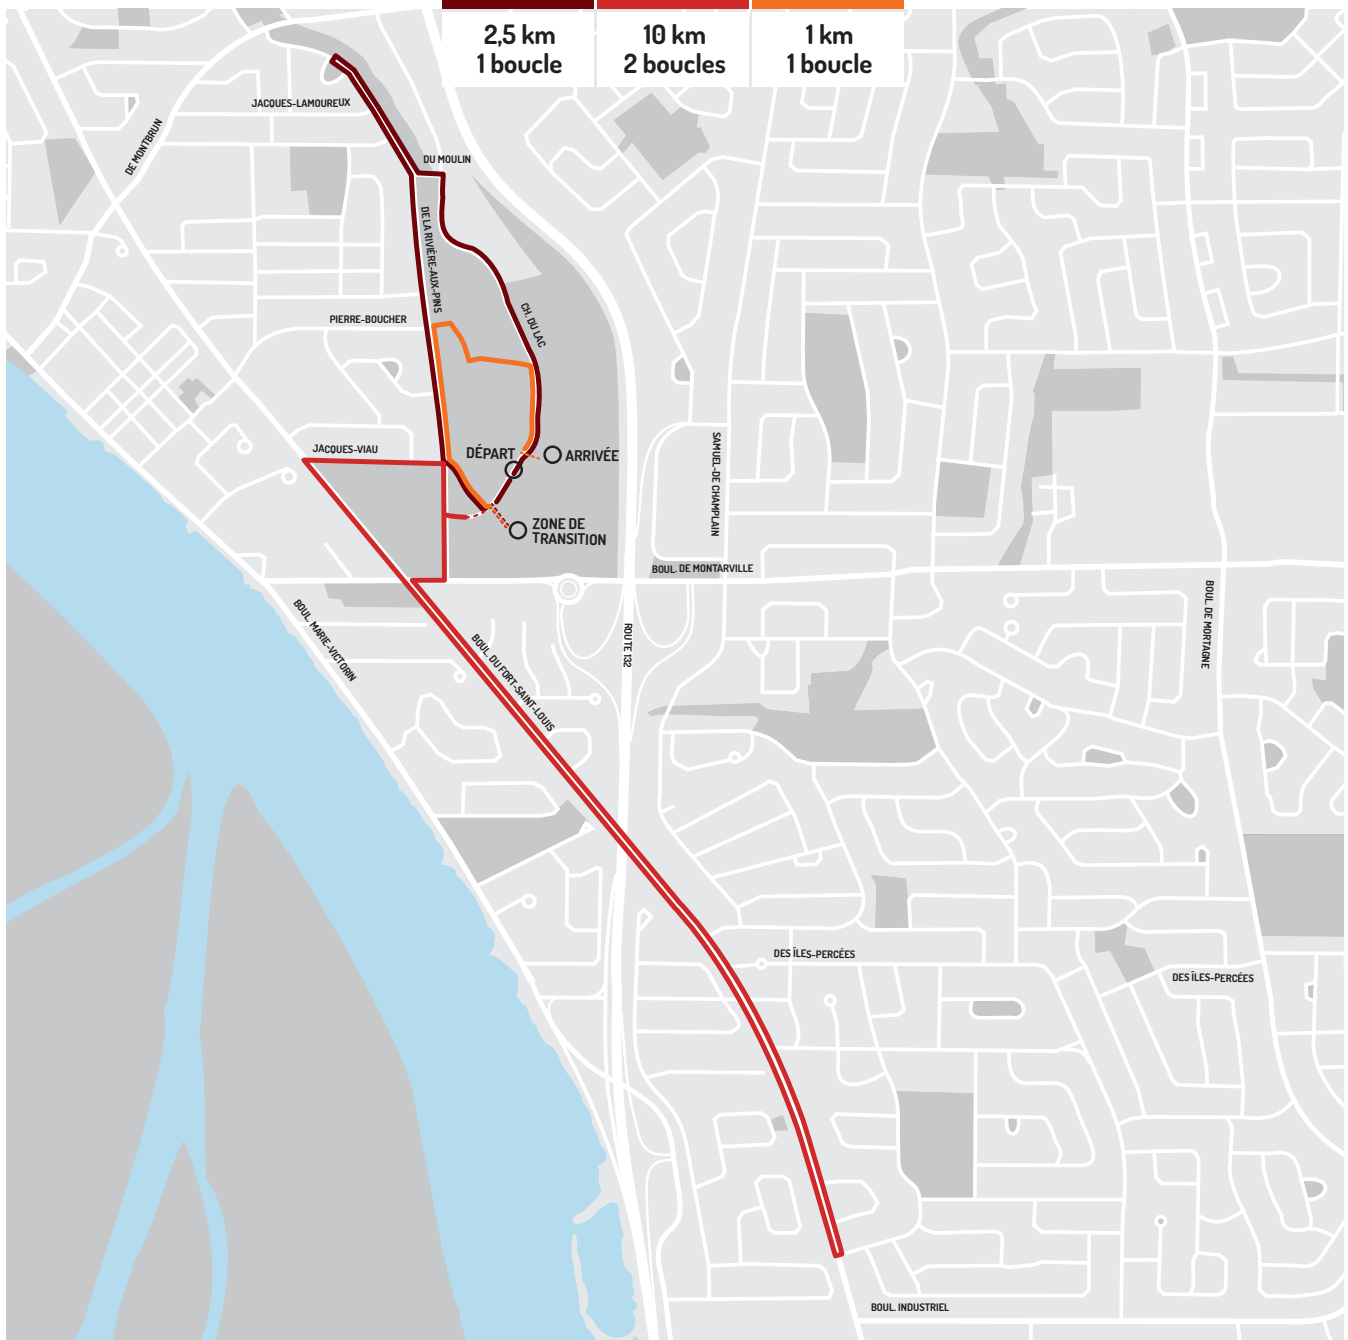 2,5 km
1 boucle
10 km
2 boucles
1 km
1 boucle
JACQUES-LAMOUREUX
DE MONTBRUN
DU MOULIN
DE LA RIVIÈRE-AUX-PINS
CH. DU LAC
PIERRE-BOUCHER
JACQUES-VIAU
DÉPART
ARRIVÉE
ZONE DE
TRANSITION
SAMUEL-DE CHAMPLAIN
BOUL. DE MONTARVILLE
BOUL. MARIE-VICTORIN
BOUL. DU FORT-SAINT-LOUIS
ROUTE 132
BOUL. DE MORTAGNE
DES ÎLES-PERCÉES
DES ÎLES-PERCÉES
BOUL. INDUSTRIEL